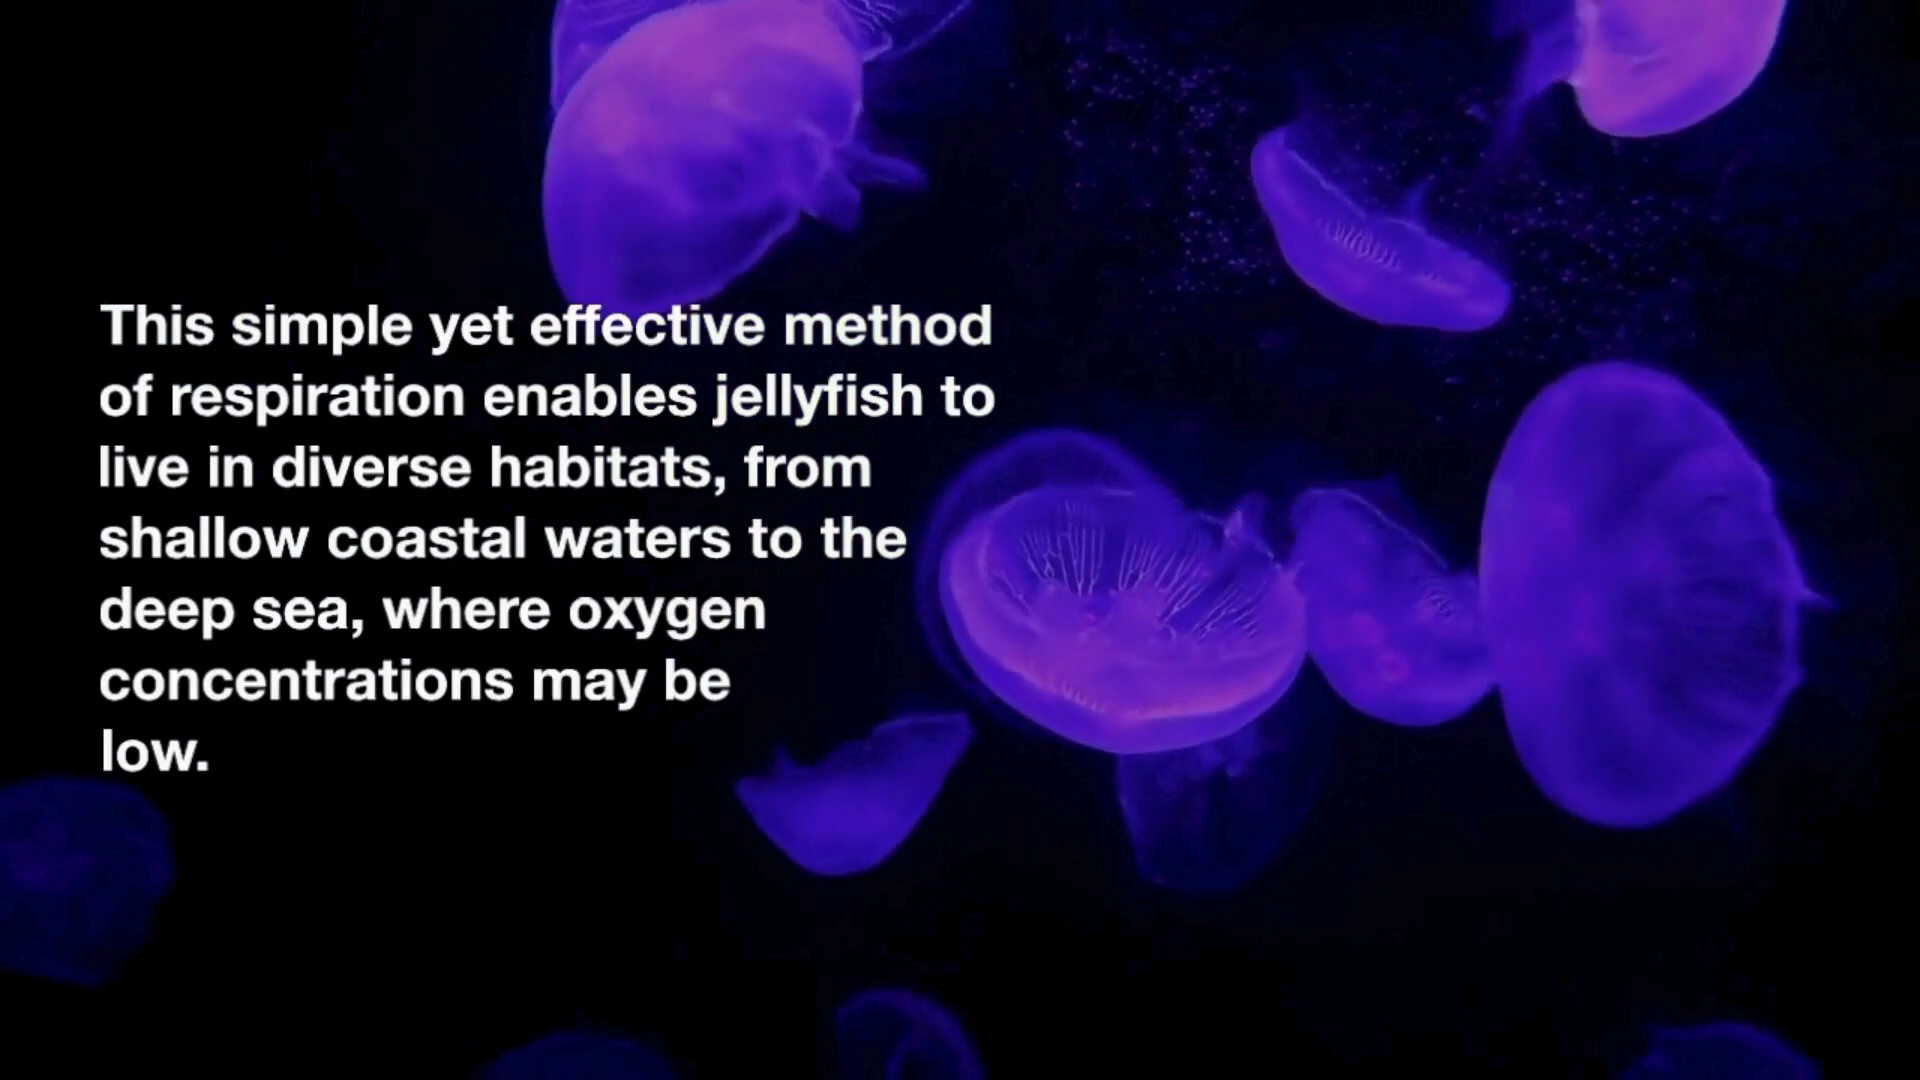 This simple yet effective method
of respiration enables jellyfish to
live in diverse habitats, from
shallow coastal waters to the
deep sea, where oxygen
concentrations may be
low.